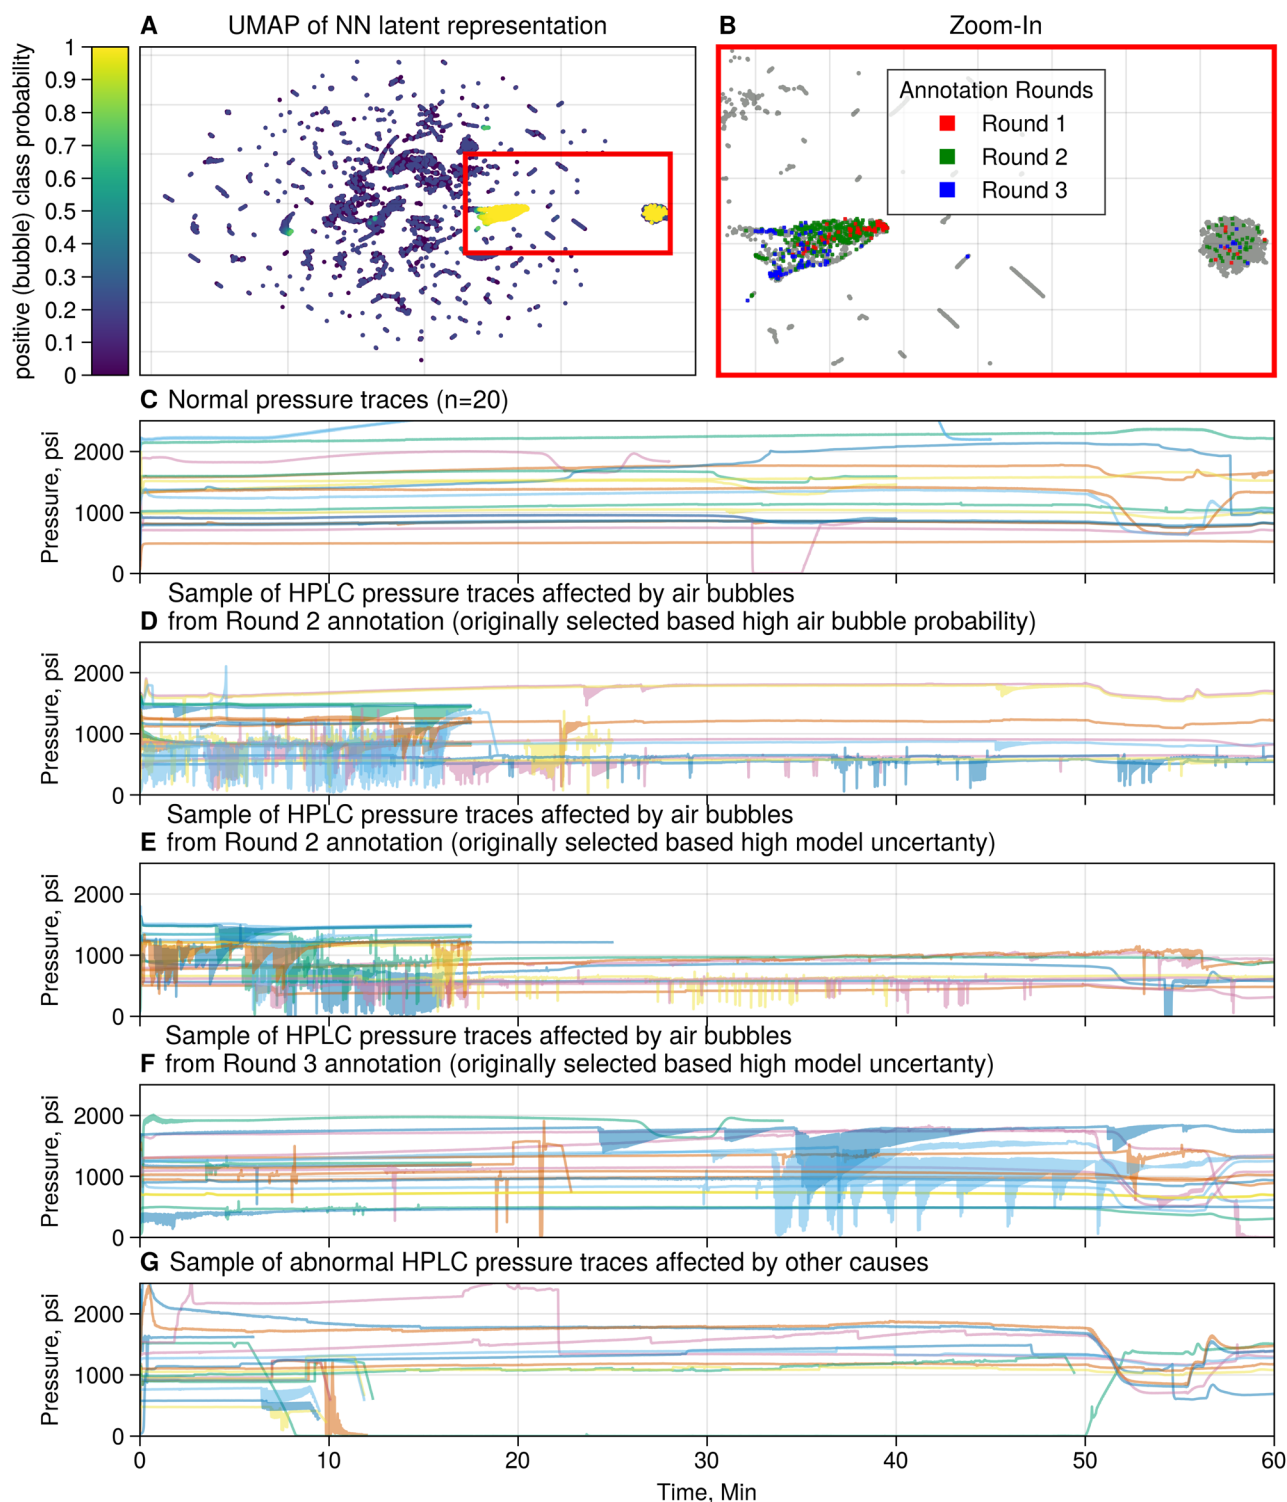 A UMAP of NN latent representation
B Zoom-In
positive (bubble) class probability
1
0.9
0.8
0.7
0.6
0.5
0.4
0.3
0.2
0.1
0
Annotation Rounds
Round 1
Round 2
Round 3
C Normal pressure traces (n=20)
Pressure, psi
2000
1000
0
Sample of HPLC pressure traces affected by air bubbles
D from Round 2 annotation (originally selected based high air bubble probability)
Pressure, psi
2000
1000
0
Sample of HPLC pressure traces affected by air bubbles
E from Round 2 annotation (originally selected based high model uncertanty)
Pressure, psi
2000
1000
0
Sample of HPLC pressure traces affected by air bubbles
F from Round 3 annotation (originally selected based high model uncertanty)
Pressure, psi
2000
1000
0
G Sample of abnormal HPLC pressure traces affected by other causes
Pressure, psi
2000
1000
0
0 10 20 30 40 50 60
Time, Min